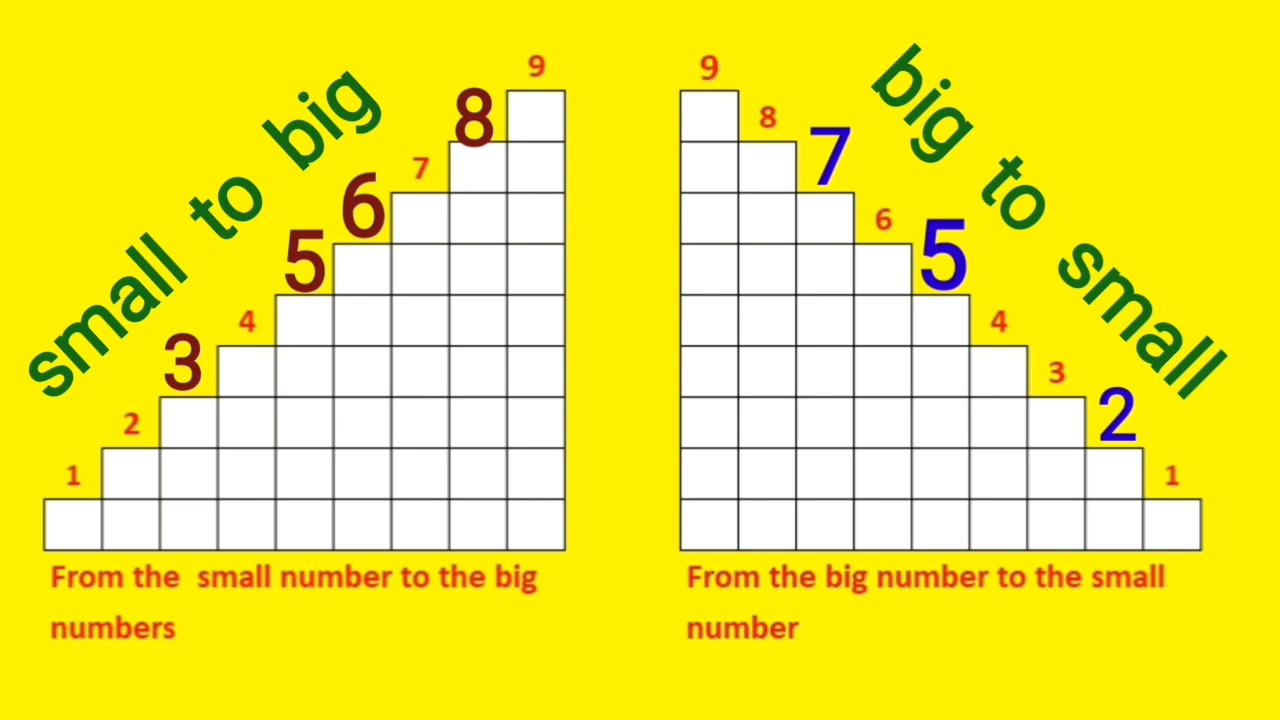 small to big
1 2 3 4 5 6 7 8 9
From the small number to the big
numbers
big to small
9 8 7 6 5 4 3 2 1
From the big number to the small
number